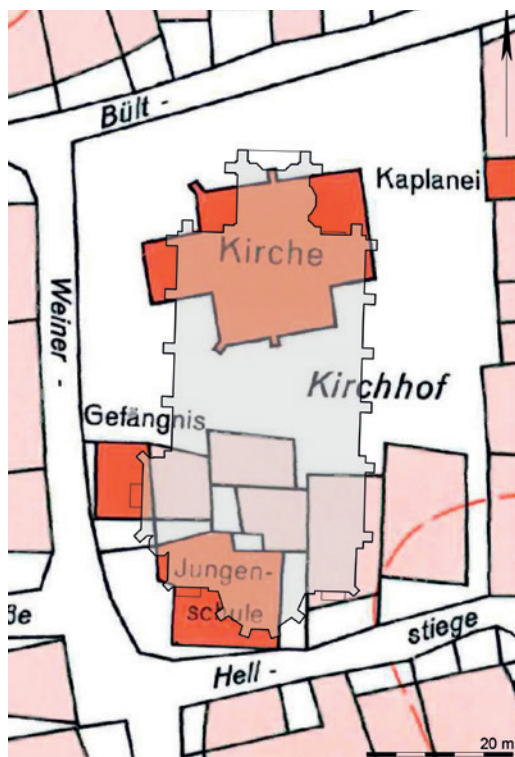 Bült -
Kaplanei
Kirche
Weiner -
Kirchhof
Gefängnis
Jungen-
schule
ße
stiege
Hell -
20 m